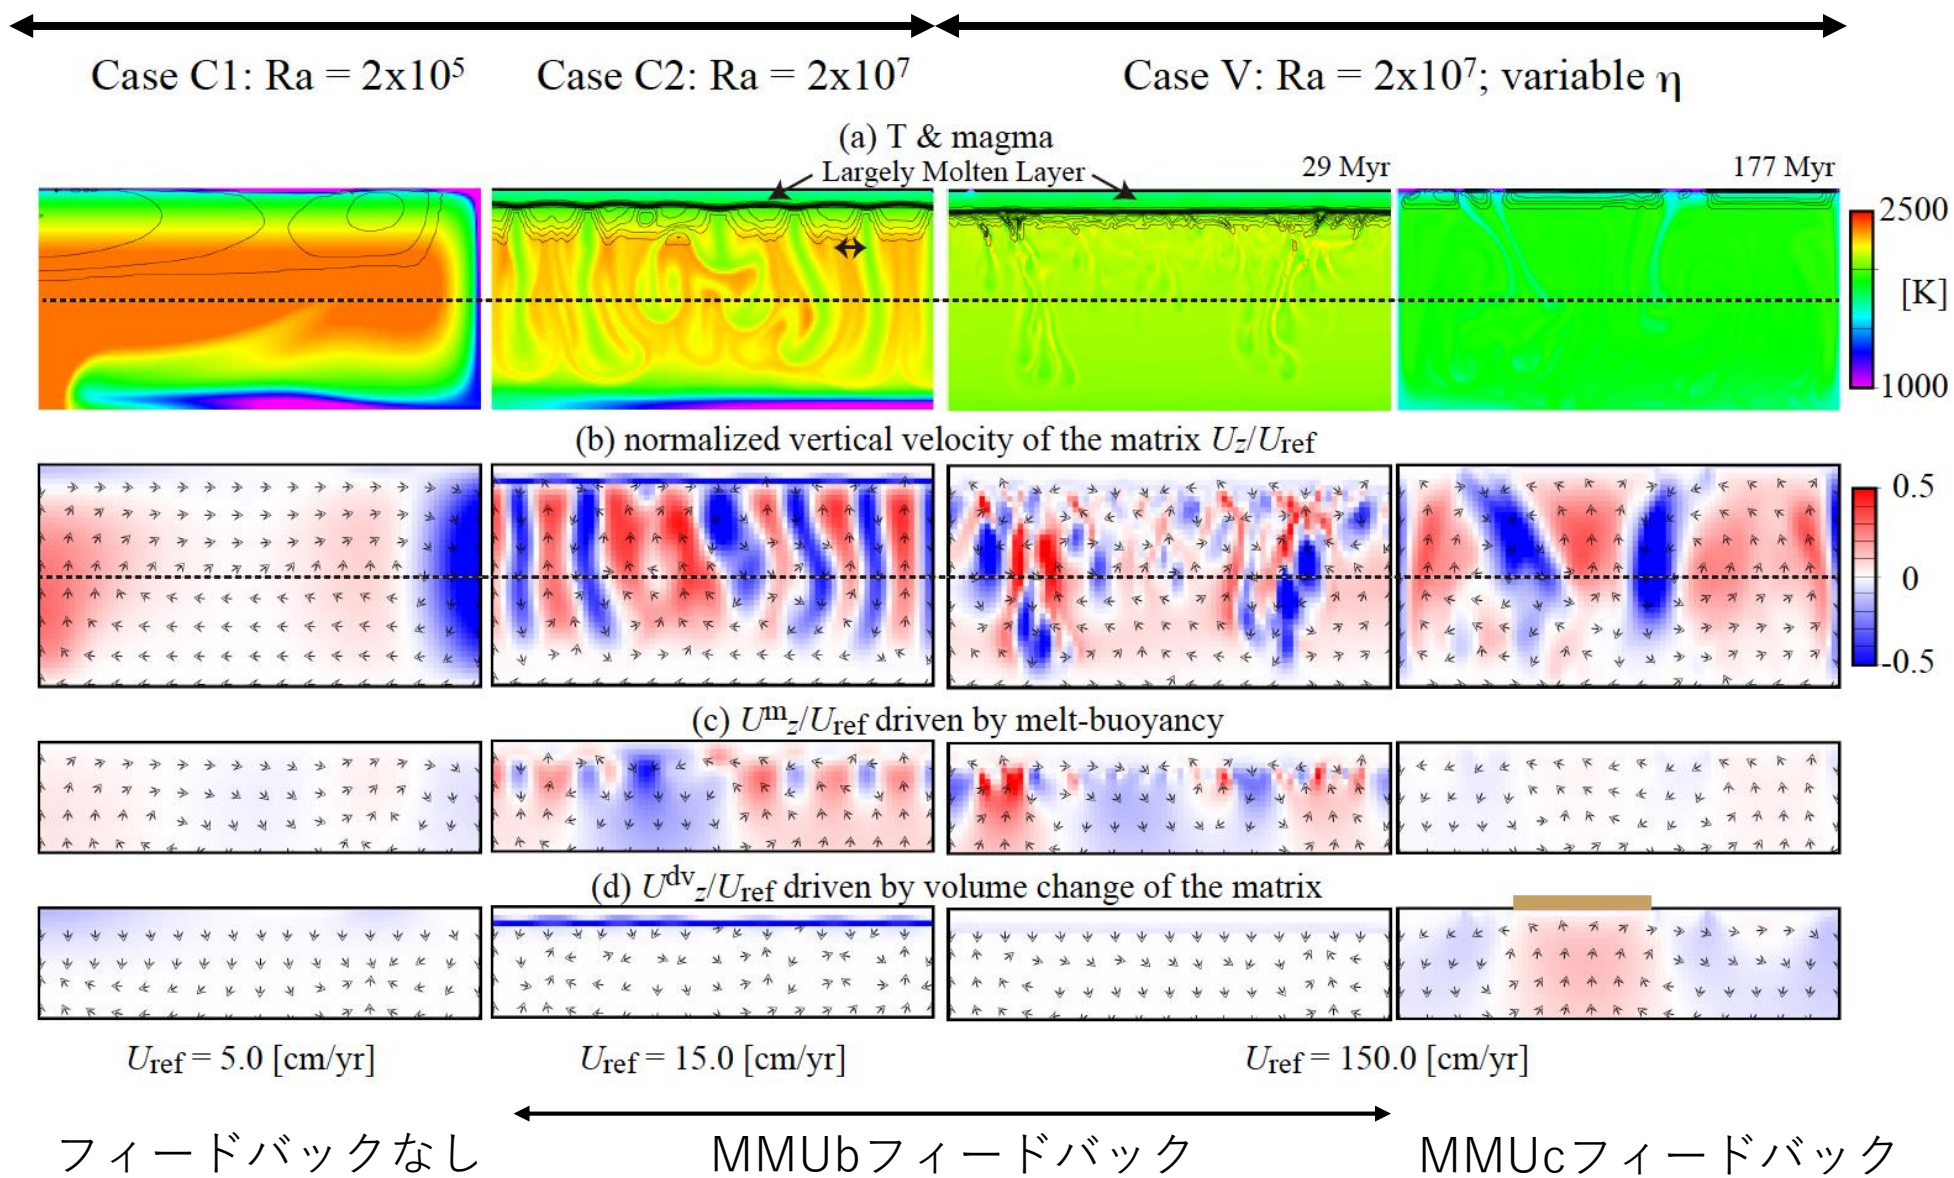 Case C1: Ra = 2x10⁵
Case C2: Ra = 2x10⁷
Case V: Ra = 2x10⁷; variable η
(a) T & magma
Largely Molten Layer
29 Myr
177 Myr
2500
[K]
1000
(b) normalized vertical velocity of the matrix Uz/Uref
0.5
0
-0.5
(c) Uᵐz/Uref driven by melt-buoyancy
(d) Uᵈᵛz/Uref driven by volume change of the matrix
Uref = 5.0 [cm/yr]
Uref = 15.0 [cm/yr]
Uref = 150.0 [cm/yr]
フィードバックなし
MMUbフィードバック
MMUcフィードバック